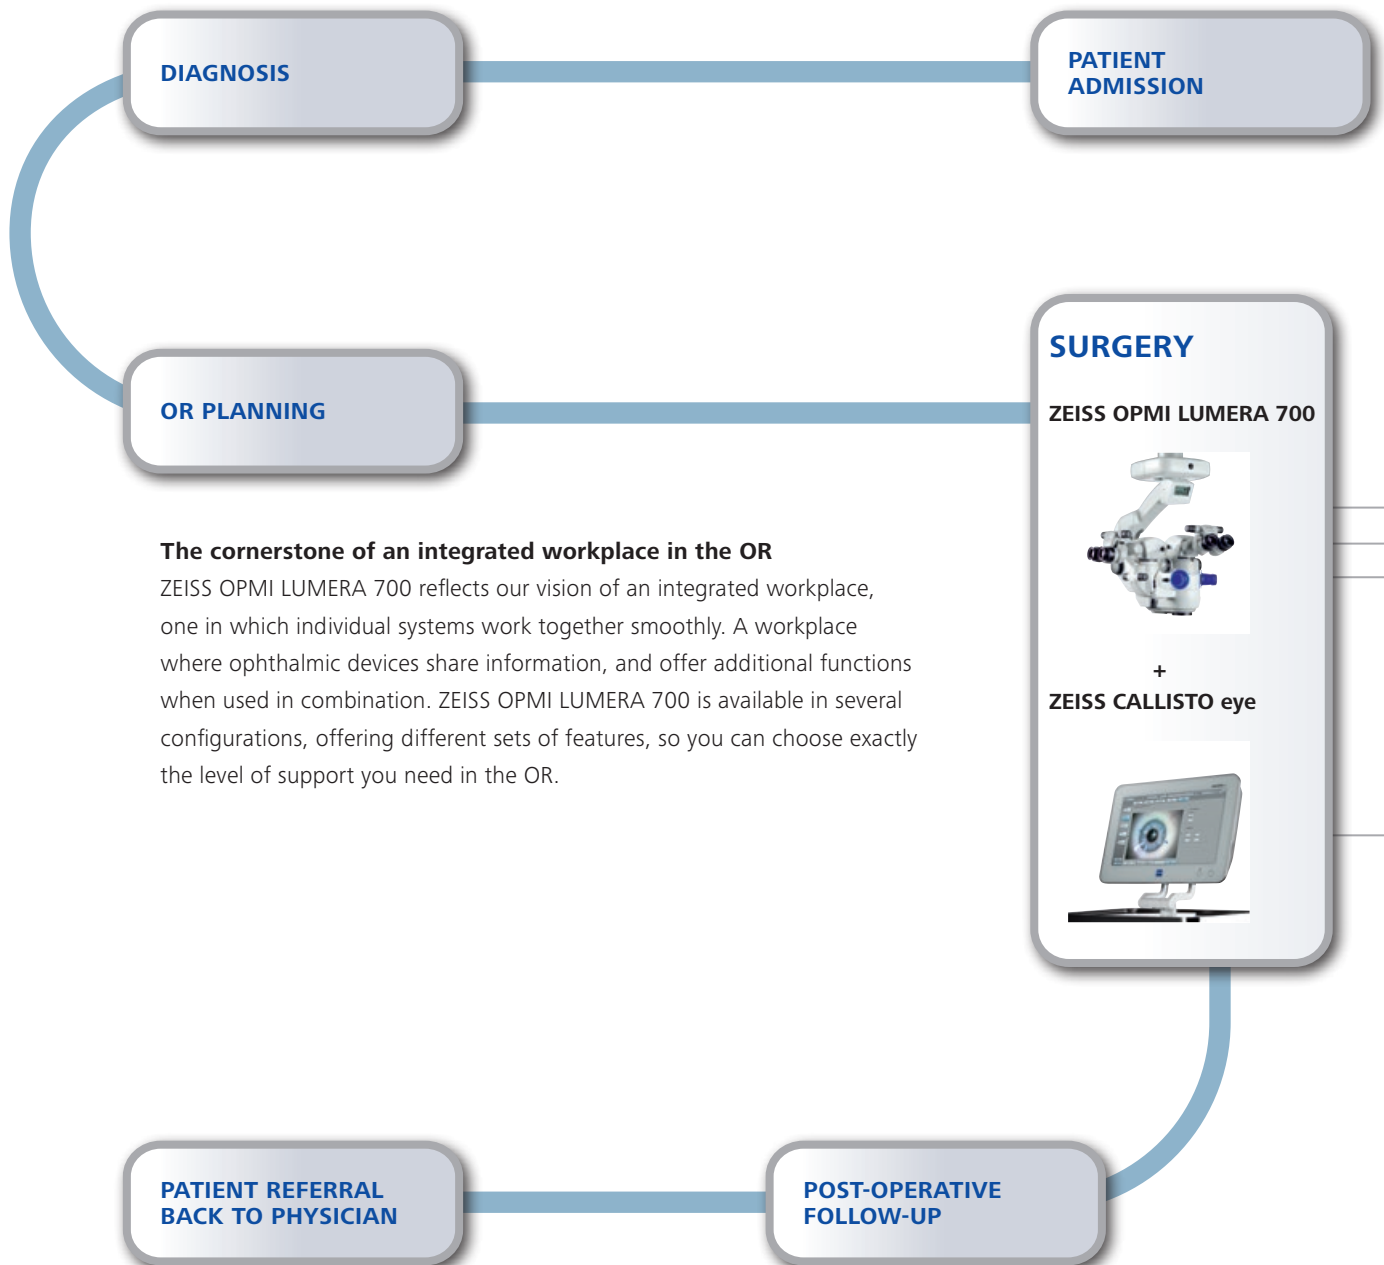 DIAGNOSIS
PATIENT
ADMISSION
OR PLANNING
The cornerstone of an integrated workplace in the OR
ZEISS OPMI LUMERA 700 reflects our vision of an integrated workplace,
one in which individual systems work together smoothly. A workplace
where ophthalmic devices share information, and offer additional functions
when used in combination. ZEISS OPMI LUMERA 700 is available in several
configurations, offering different sets of features, so you can choose exactly
the level of support you need in the OR.
SURGERY
ZEISS OPMI LUMERA 700
+
ZEISS CALLISTO eye
PATIENT REFERRAL
BACK TO PHYSICIAN
POST-OPERATIVE
FOLLOW-UP